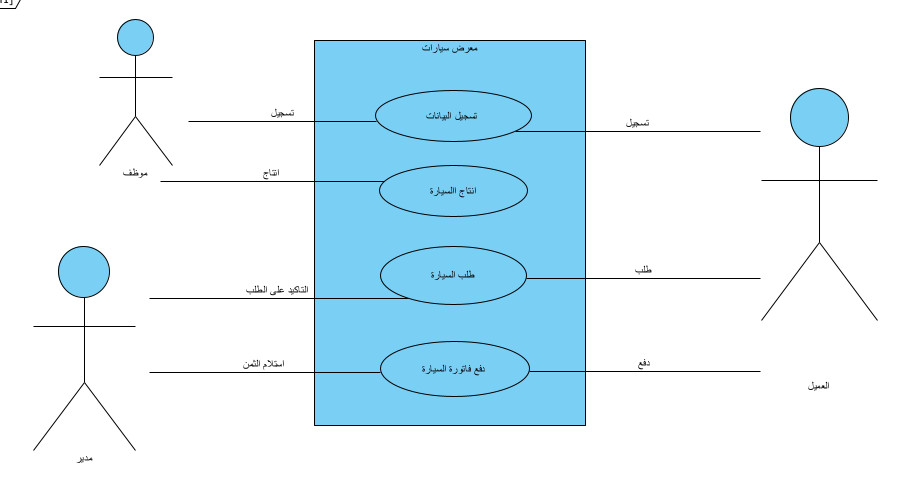 معرض سيارات
تسجيل
تسجيل البيانات
تسجيل
موظف
انتاج
انتاج االسيارة
طلب السيارة
طلب
التاكيد على الطلب
دفع فاتورة السيارة
دفع
استلام الثمن
العميل
مدير